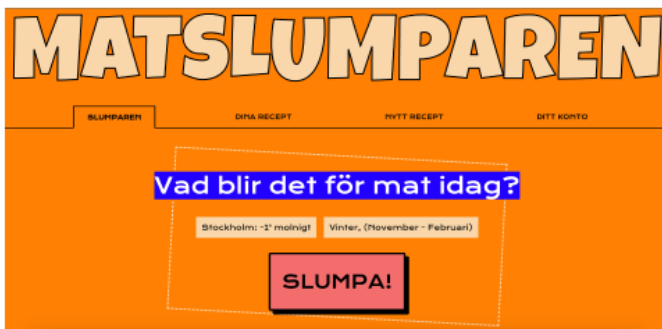 MATSLUMPAREN
SLUMPAREN DINA RECEPT NYTT RECEPT DITT KONTO
Vad blir det för mat idag?
Stockholm: -1° molnigt Vinter, (November - Februari)
SLUMPA!